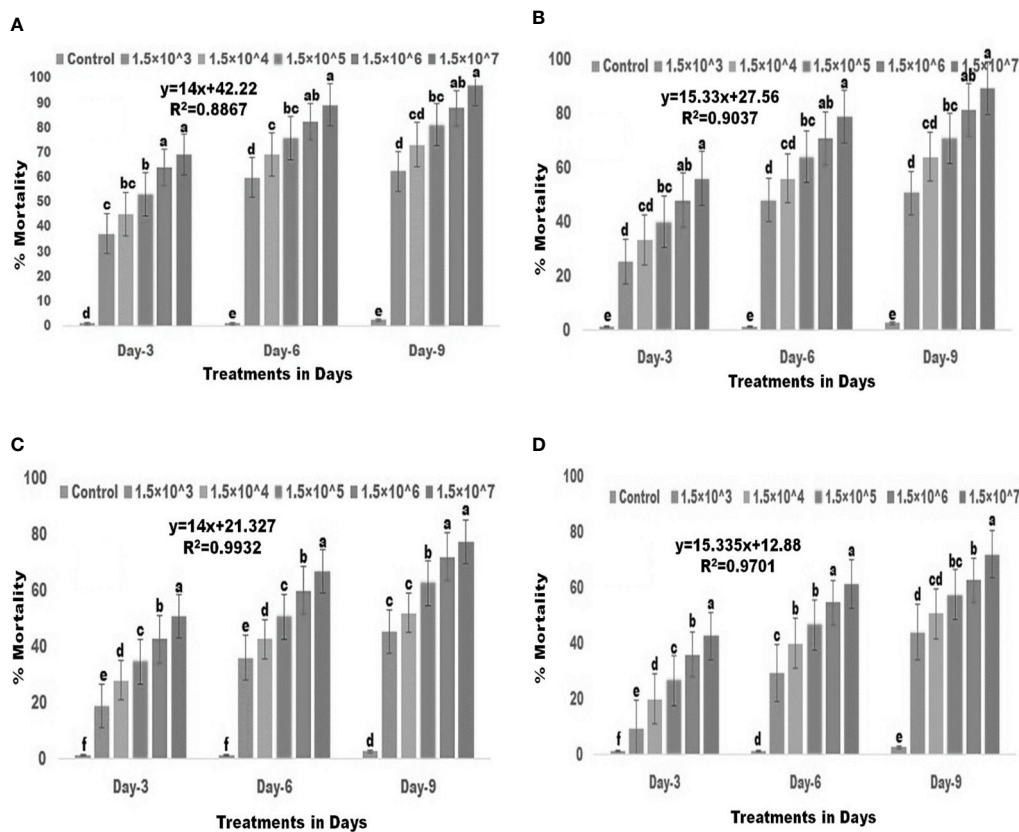 A
Control 1.5×10^3 1.5×10^4 1.5×10^5 1.5×10^6 1.5×10^7
100
90
80
70
60
50
40
30
20
10
0
% Mortality
y=14x+42.22
R²=0.8867
d c bc b a a
e d c bc ab a
e d cd bc ab a
Day-3 Day-6 Day-9
Treatments in Days
B
Control 1.5×10^3 1.5×10^4 1.5×10^5 1.5×10^6 1.5×10^7
100
80
60
40
20
0
% Mortality
y=15.33x+27.56
R²=0.9037
e d cd bc ab a
e d cd bc ab a
e d cd bc ab a
Day-3 Day-6 Day-9
Treatments in Days
C
Control 1.5×10^3 1.5×10^4 1.5×10^5 1.5×10^6 1.5×10^7
100
80
60
40
20
0
% Mortality
y=14x+21.327
R²=0.9932
f e d c b a
f e d c b a
d c c b a a
Day-3 Day-6 Day-9
Treatments in Days
D
Control 1.5×10^3 1.5×10^4 1.5×10^5 1.5×10^6 1.5×10^7
100
80
60
40
20
0
% Mortality
y=15.335x+12.88
R²=0.9701
f e d c b a
d c b b a a
e d cd bc b a
Day-3 Day-6 Day-9
Treatments in Days